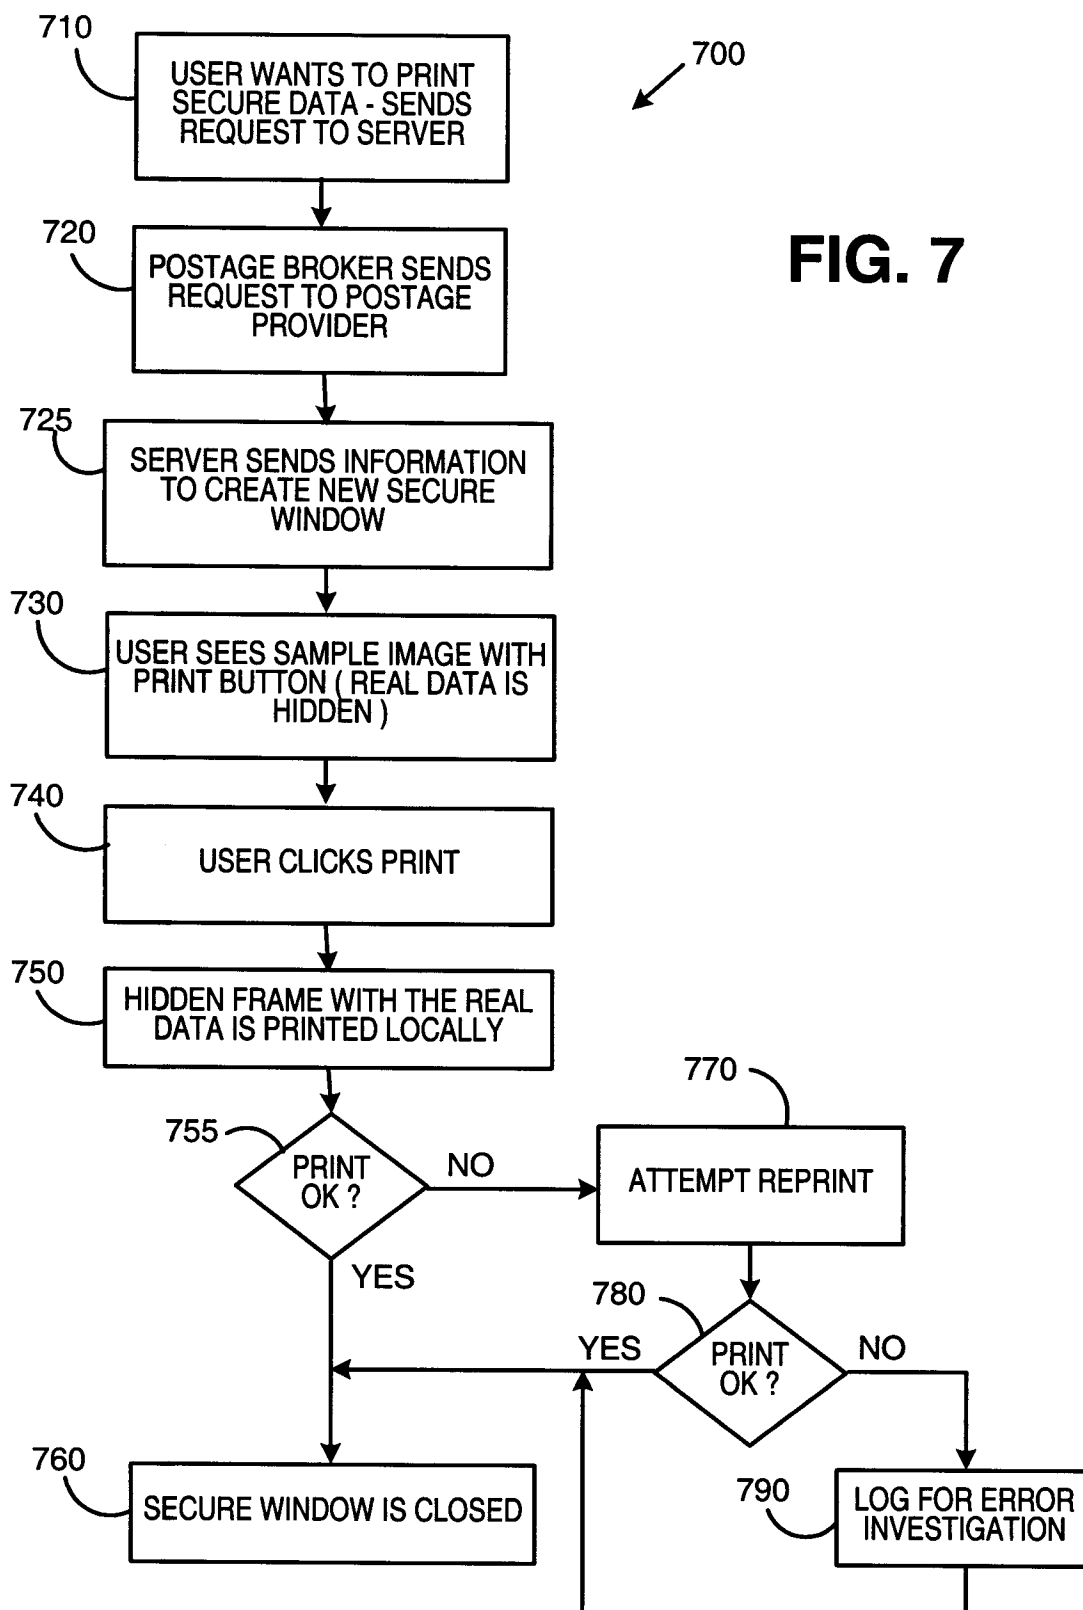 710
USER WANTS TO PRINT
SECURE DATA - SENDS
REQUEST TO SERVER
700
FIG. 7
720
POSTAGE BROKER SENDS
REQUEST TO POSTAGE
PROVIDER
725
SERVER SENDS INFORMATION
TO CREATE NEW SECURE
WINDOW
730
USER SEES SAMPLE IMAGE WITH
PRINT BUTTON ( REAL DATA IS
HIDDEN )
740
USER CLICKS PRINT
750
HIDDEN FRAME WITH THE REAL
DATA IS PRINTED LOCALLY
755
PRINT
OK ?
NO
YES
770
ATTEMPT REPRINT
780
PRINT
OK ?
YES
NO
760
SECURE WINDOW IS CLOSED
790
LOG FOR ERROR
INVESTIGATION